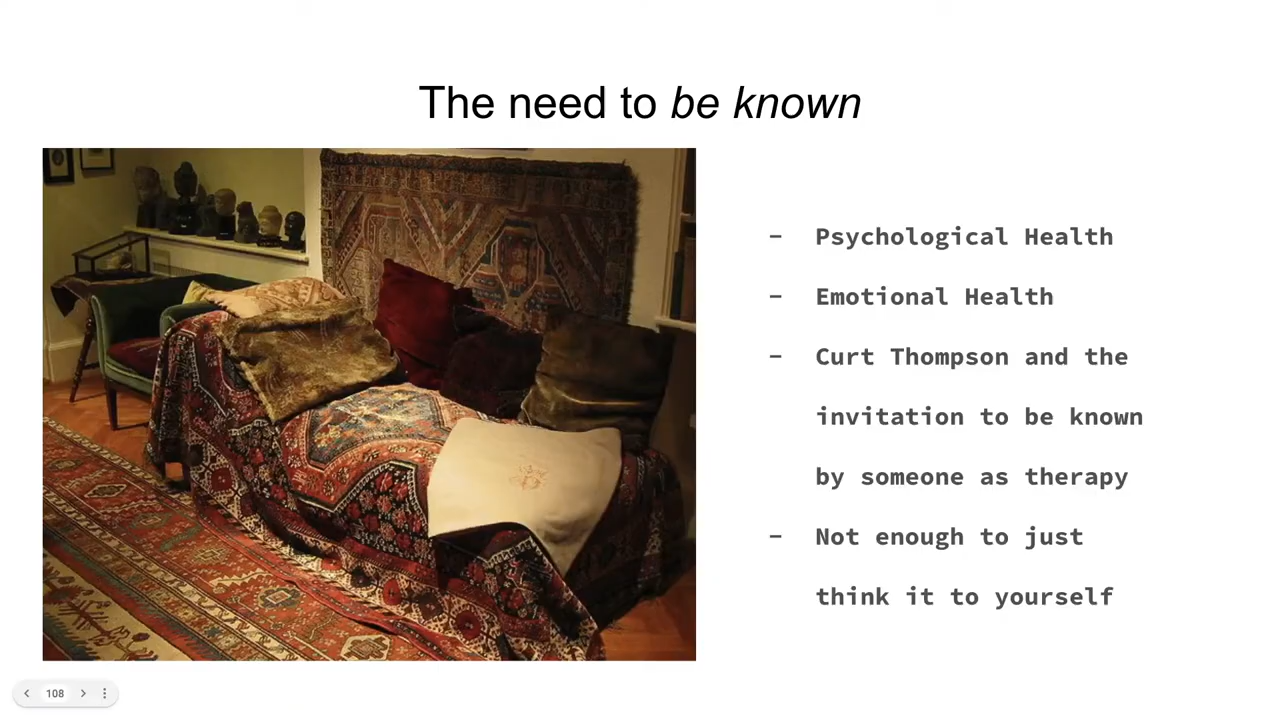 The need to be known
- Psychological Health
- Emotional Health
- Curt Thompson and the
invitation to be known
by someone as therapy
- Not enough to just
think it to yourself
108